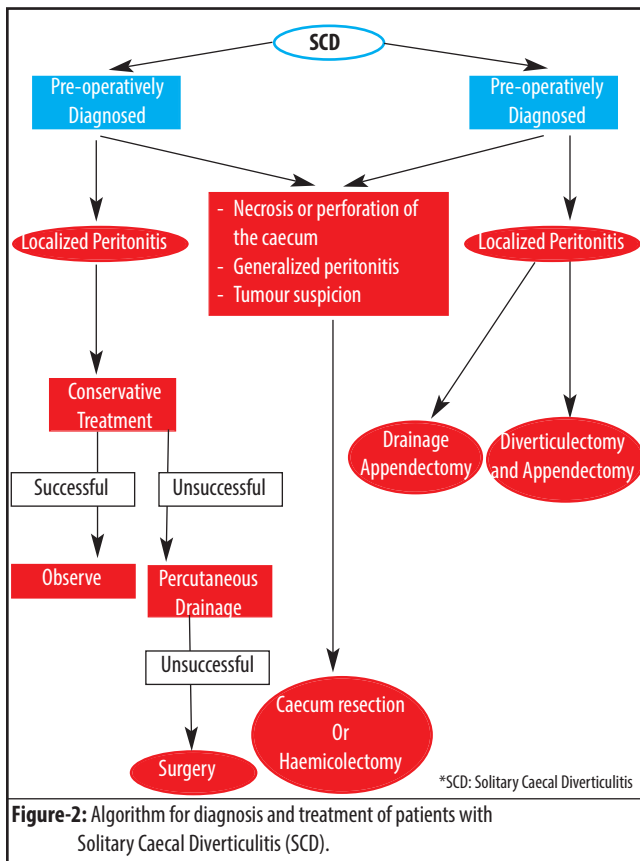 SCD
Pre-operatively
Diagnosed
Pre-operatively
Diagnosed
Localized Peritonitis
- Necrosis or perforation of
the caecum
- Generalized peritonitis
- Tumour suspicion
Localized Peritonitis
Conservative
Treatment
Drainage
Appendectomy
Diverticulectomy
and Appendectomy
Successful
Unsuccessful
Observe
Percutaneous
Drainage
Unsuccessful
Surgery
Caecum resection
Or
Haemicolectomy
*SCD: Solitary Caecal Diverticulitis
Figure-2: Algorithm for diagnosis and treatment of patients with
Solitary Caecal Diverticulitis (SCD).